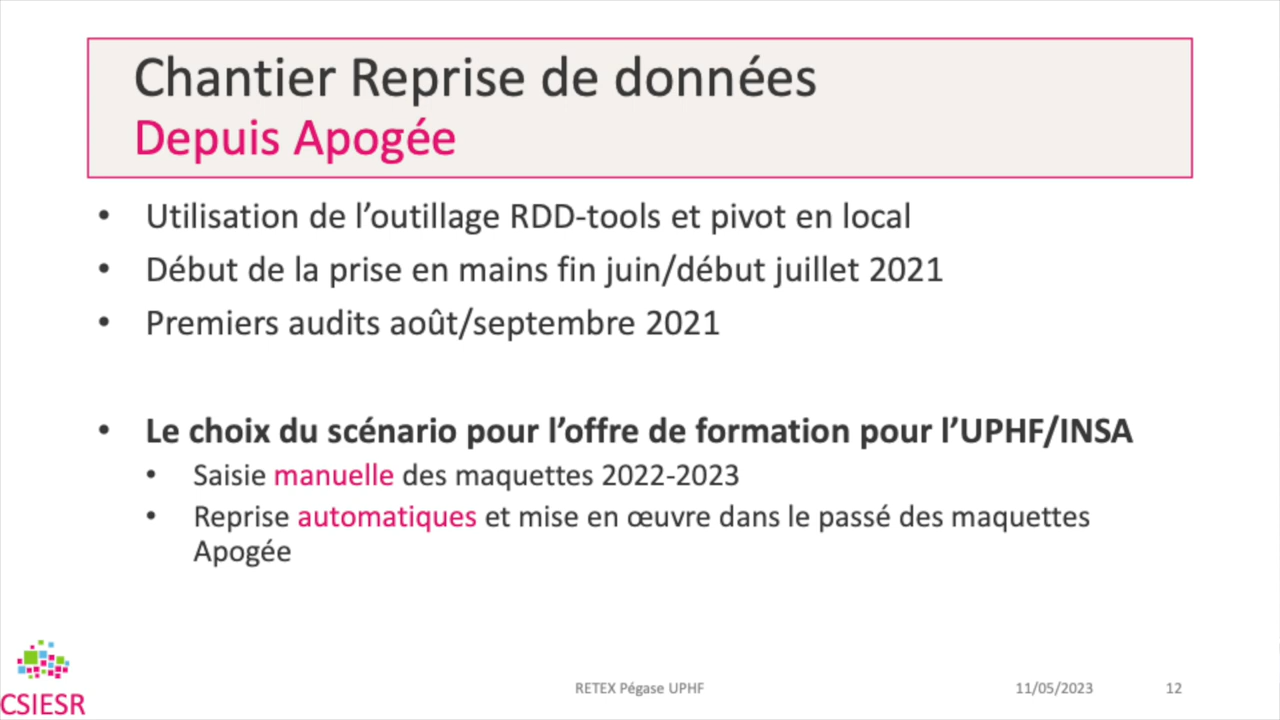 Chantier Reprise de données
Depuis Apogée
• Utilisation de l’outillage RDD-tools et pivot en local
• Début de la prise en mains fin juin/début juillet 2021
• Premiers audits août/septembre 2021
• Le choix du scénario pour l’offre de formation pour l’UPHF/INSA
• Saisie manuelle des maquettes 2022-2023
• Reprise automatiques et mise en œuvre dans le passé des maquettes
Apogée
CSIESR
RETEX Pégase UPHF
11/05/2023
12